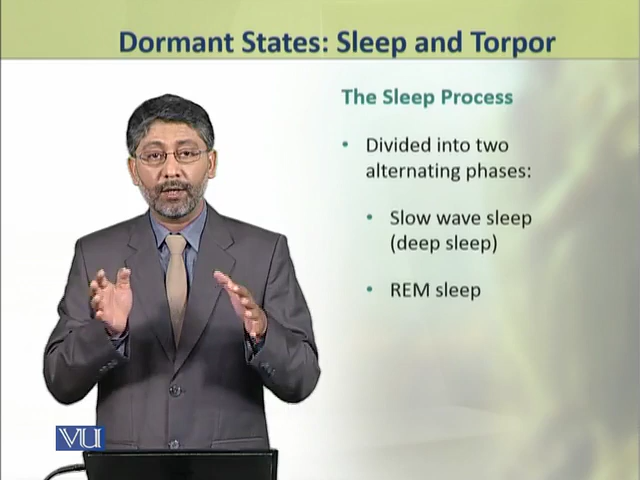 Dormant States: Sleep and Torpor
The Sleep Process
• Divided into two
alternating phases:
• Slow wave sleep
(deep sleep)
• REM sleep
VU